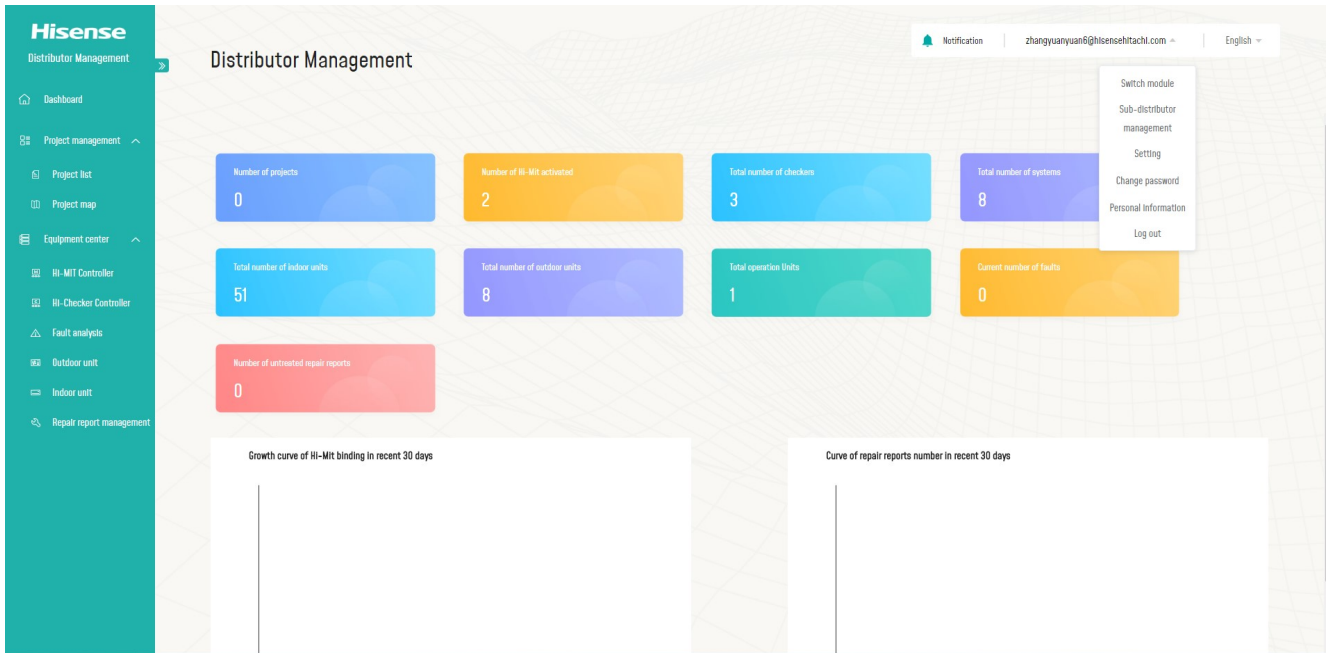 Hisense
Distributor Management
Dashboard
Project management
Project list
Project map
Equipment center
Hi-MIT Controller
Hi-Checker Controller
Fault analysis
Outdoor unit
Indoor unit
Repair report management
Distributor Management
Notification
zhangyuanyuan6@hisensehitachi.com
English
Switch module
Sub-distributor
management
Setting
Change password
Personal information
Log out
Number of projects
0
Number of Hi-Mit activated
2
Total number of checkers
3
Total number of systems
8
Total number of indoor units
51
Total number of outdoor units
8
Total operation Units
1
Current number of faults
0
Number of untreated repair reports
0
Growth curve of Hi-Mit binding in recent 30 days
Curve of repair reports number in recent 30 days